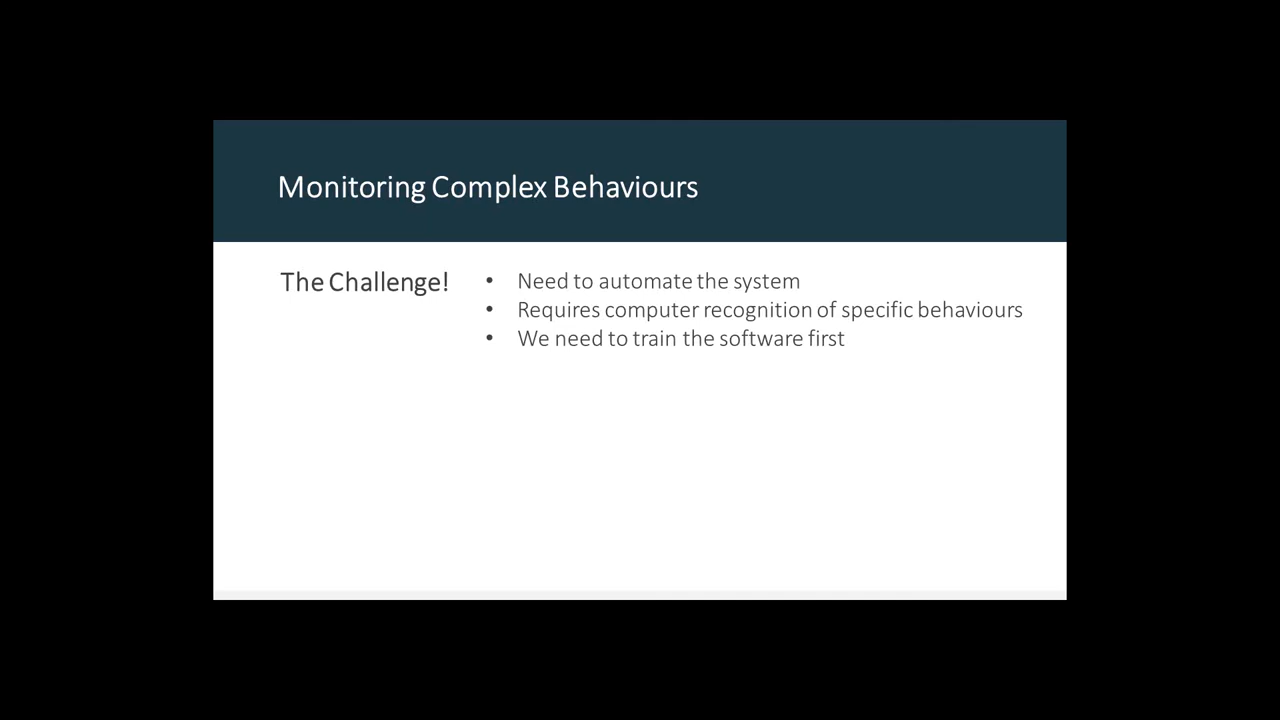 Monitoring Complex Behaviours
The Challenge!
• Need to automate the system
• Requires computer recognition of specific behaviours
• We need to train the software first